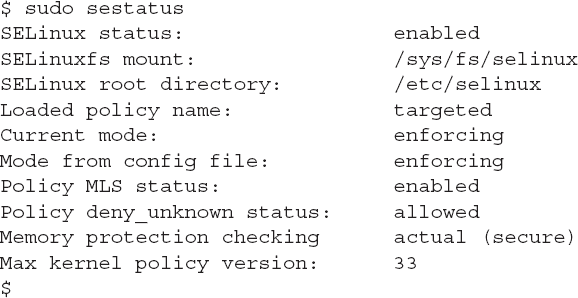 $ sudo sestatus
SELinux status:                 enabled
SELinuxfs mount:                /sys/fs/selinux
SELinux root directory:         /etc/selinux
Loaded policy name:             targeted
Current mode:                   enforcing
Mode from config file:          enforcing
Policy MLS status:              enabled
Policy deny_unknown status:     allowed
Memory protection checking      actual (secure)
Max kernel policy version:      33
$